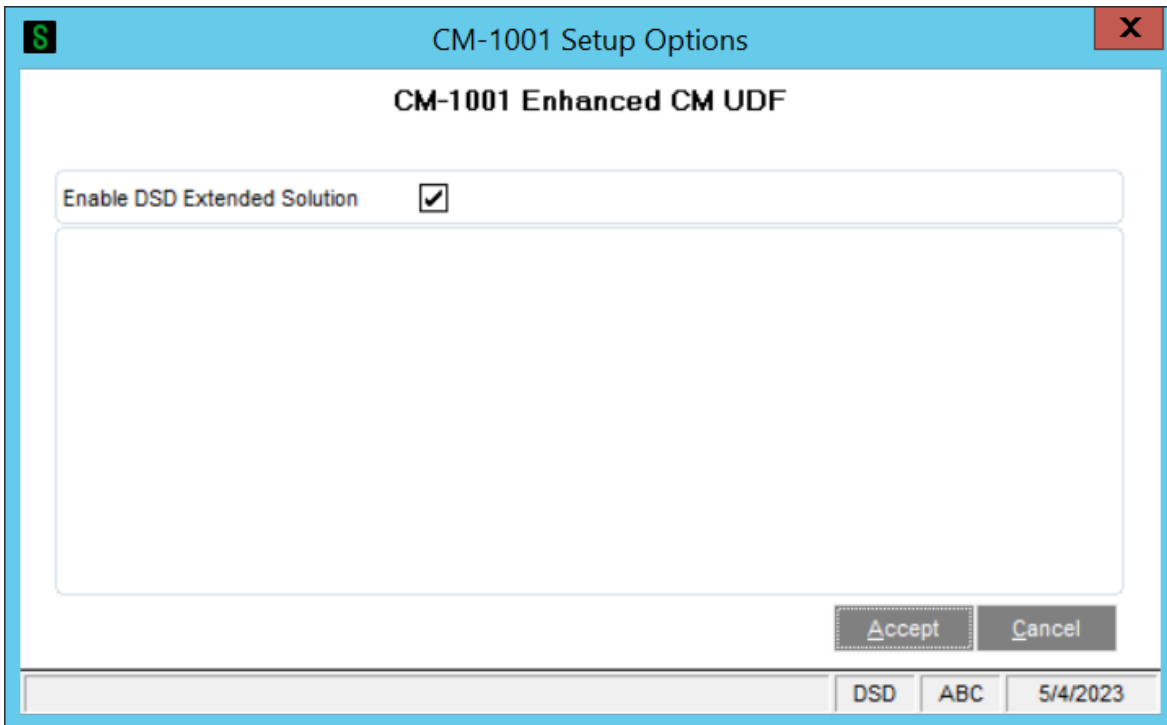 S
CM-1001 Setup Options
X
CM-1001 Enhanced CM UDF
Enable DSD Extended Solution
Accept Cancel
DSD ABC 5/4/2023